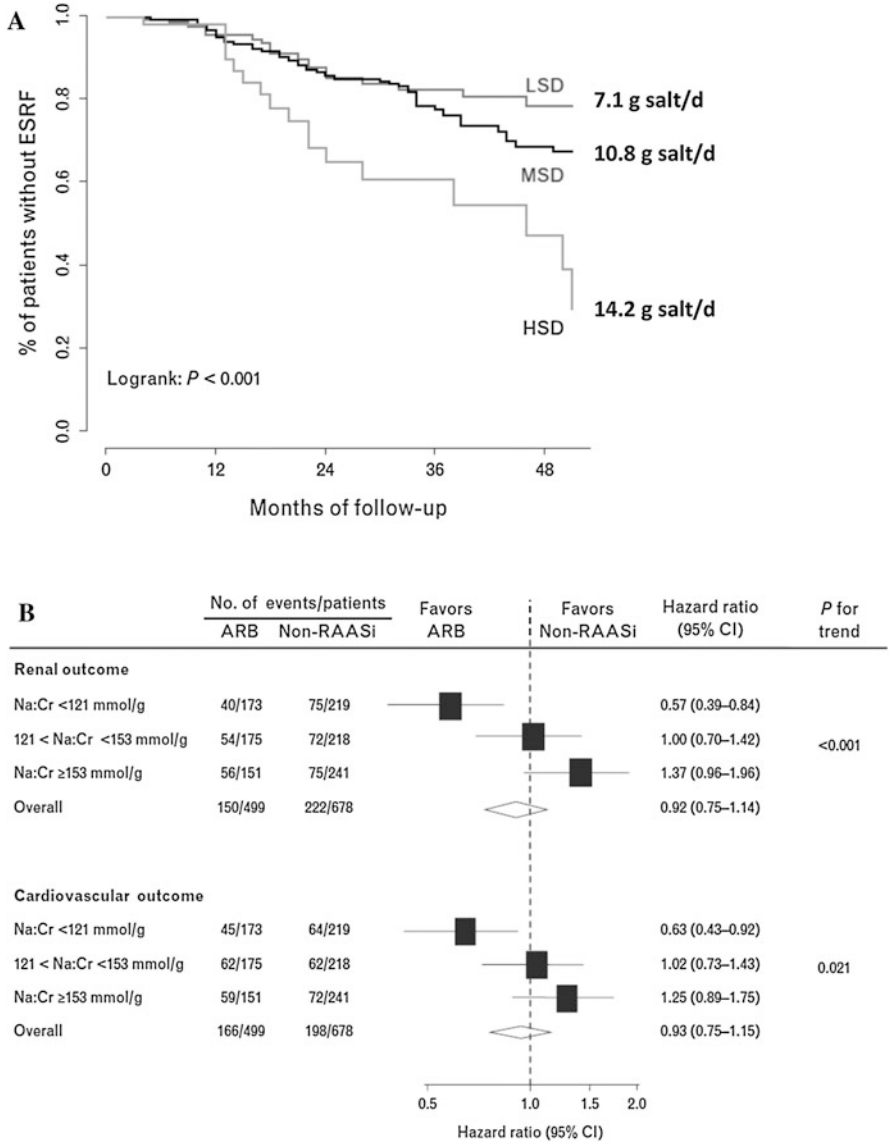 A
% of patients without ESRF
1.0
0.8
0.6
0.4
0.2
0.0
LSD
7.1 g salt/d
10.8 g salt/d
MSD
14.2 g salt/d
HSD
Logrank: P < 0.001
0 12 24 36 48
Months of follow-up
B
No. of events/patients Favors Favors Hazard ratio P for
ARB Non-RAASi ARB Non-RAASi (95% CI) trend
Renal outcome
Na:Cr <121 mmol/g 40/173 75/219 0.57 (0.39–0.84)
121 < Na:Cr <153 mmol/g 54/175 72/218 1.00 (0.70–1.42)
<0.001
Na:Cr ≥153 mmol/g 56/151 75/241 1.37 (0.96–1.96)
Overall 150/499 222/678 0.92 (0.75–1.14)
Cardiovascular outcome
Na:Cr <121 mmol/g 45/173 64/219 0.63 (0.43–0.92)
121 < Na:Cr <153 mmol/g 62/175 62/218 1.02 (0.73–1.43)
0.021
Na:Cr ≥153 mmol/g 59/151 72/241 1.25 (0.89–1.75)
Overall 166/499 198/678 0.93 (0.75–1.15)
0.5 1.0 1.5 2.0
Hazard ratio (95% CI)